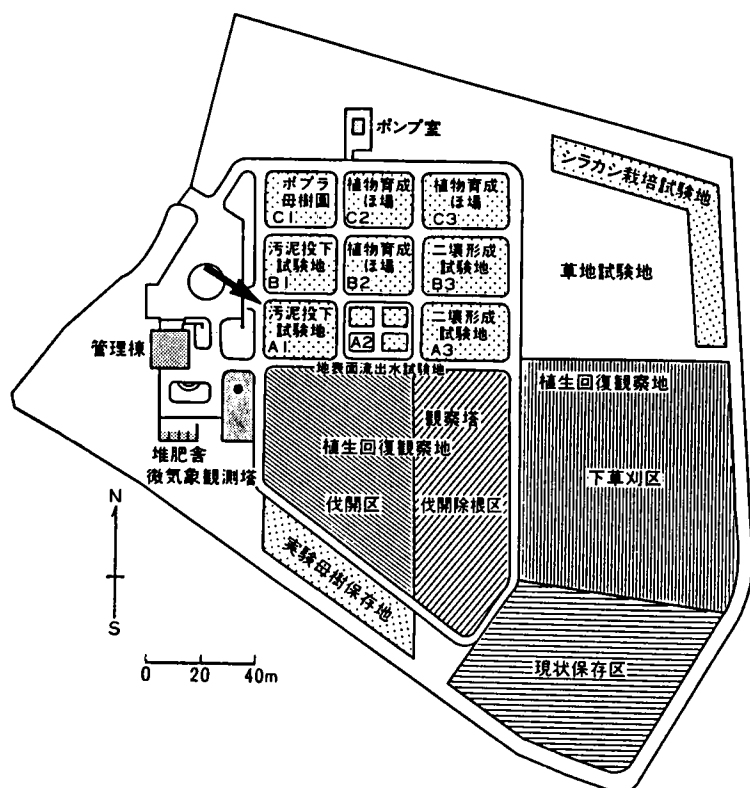 ポンプ室
シラカシ栽培試験地
ポプラ
母樹園
C1
植物育成
ほ場
C2
植物育成
ほ場
C3
汚泥投下
試験地
B1
植物育成
ほ場
B2
二壌形成
試験地
B3
草地試験地
汚泥投下
試験地
A1
A2
二壌形成
試験地
A3
管理棟
地表面流出水試験地
植生回復観察地
観察塔
植生回復観察地
下草刈区
堆肥舎
微気象観測塔
伐開区
伐開除根区
N
実験母樹保存地
S
現状保存区
0 20 40m